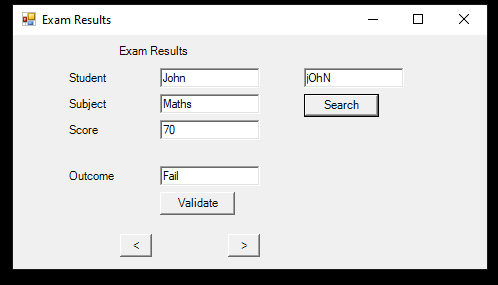 Exam Results
Exam Results
Student John jOhN
Subject Maths Search
Score 70
Outcome Fail
Validate
< >